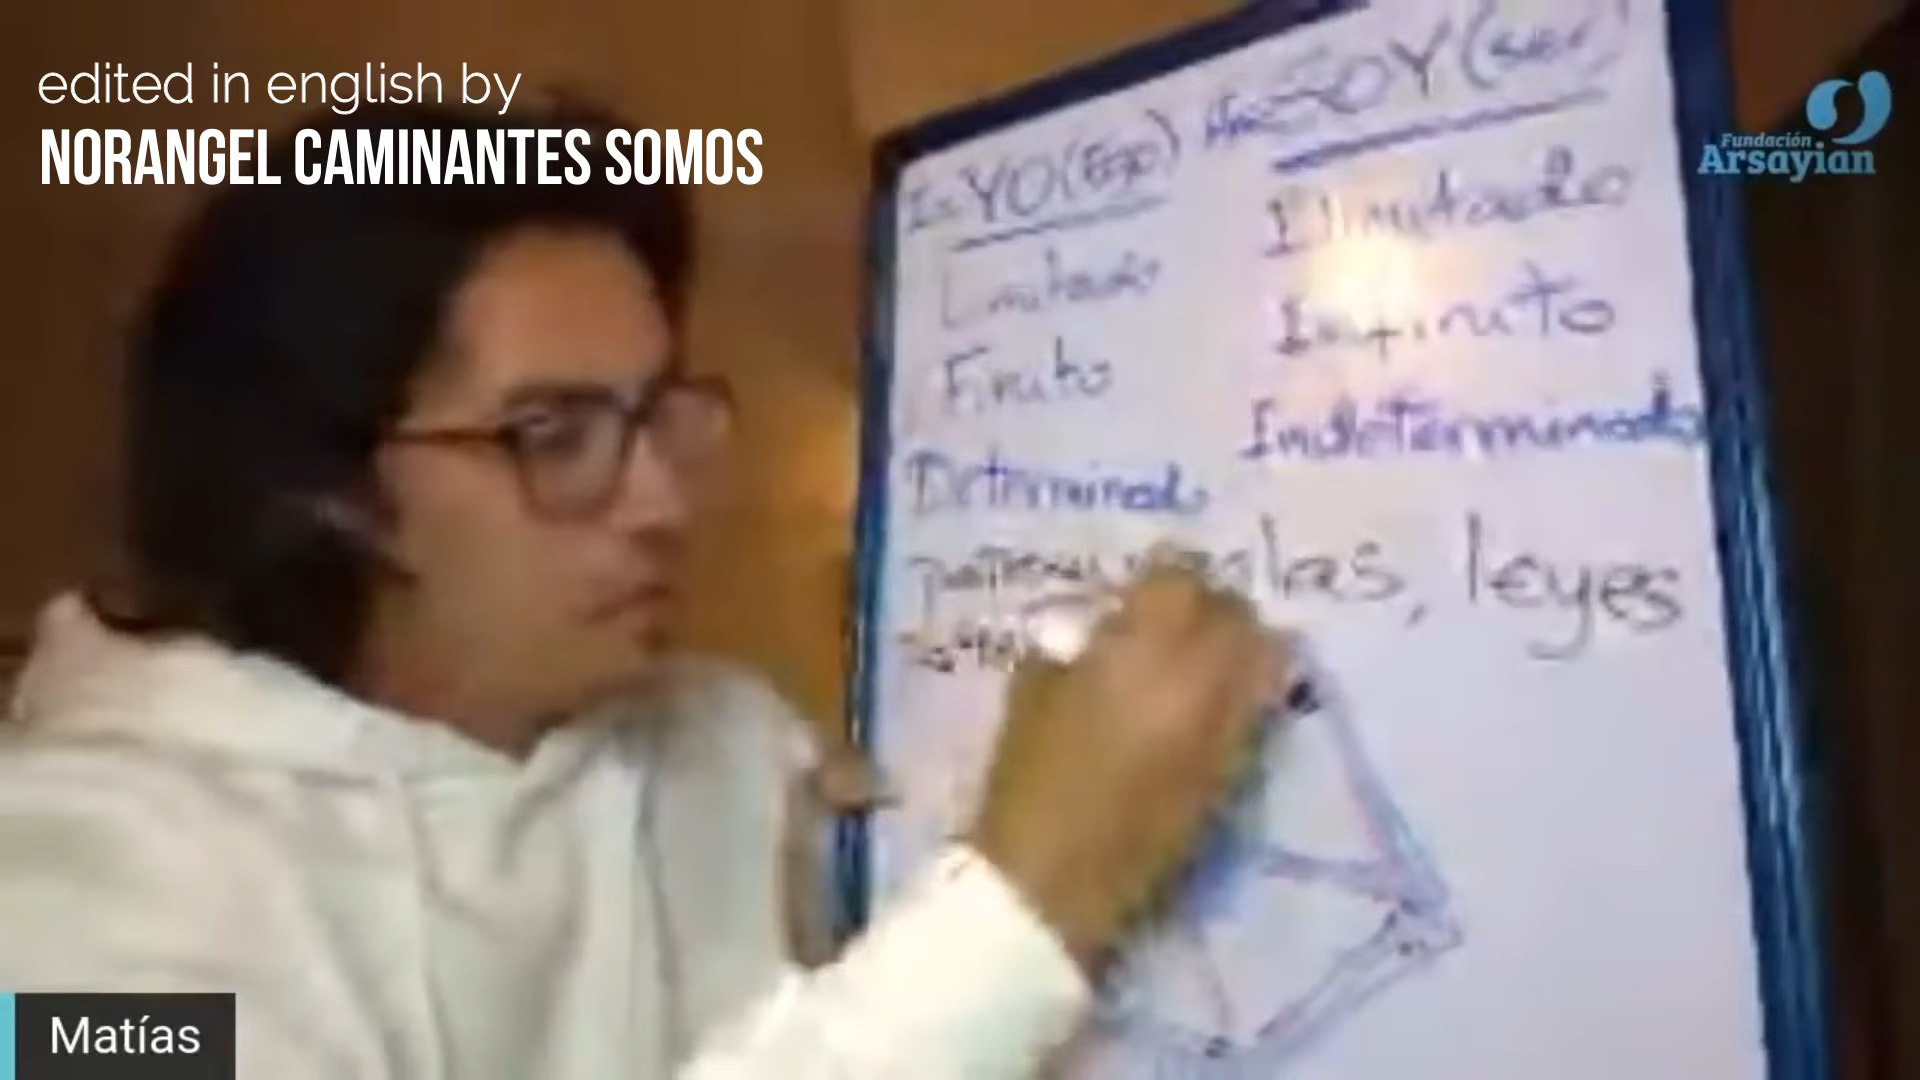 edited in english by
NORANGEL CAMINANTES SOMOS
Fundación
Arsayian
YO (Ego)
SOY (ser)
Limitado
Ilimitado
Finito
Infinito
Determinado
Indeterminado
reglas, leyes
Matías